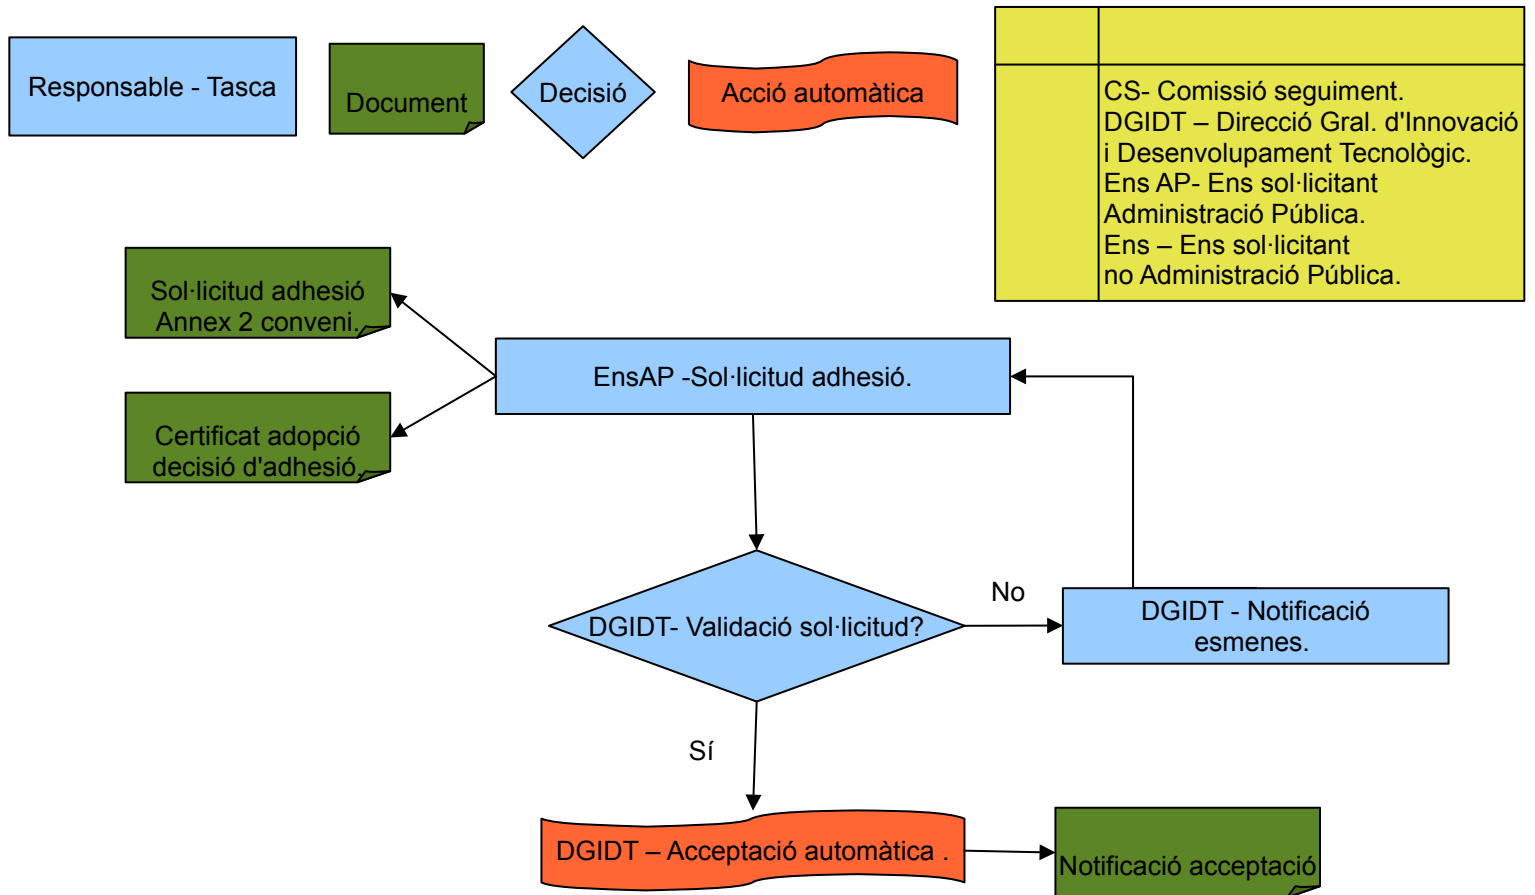 Responsable - Tasca
Document
Decisió
Acció automàtica
CS- Comissió seguiment.
DGIDT – Direcció Gral. d'Innovació
i Desenvolupament Tecnològic.
Ens AP- Ens sol·licitant
Administració Pública.
Ens – Ens sol·licitant
no Administració Pública.
Sol·licitud adhesió
Annex 2 conveni.
EnsAP -Sol·licitud adhesió.
Certificat adopció
decisió d'adhesió.
No
DGIDT- Validació sol·licitud?
DGIDT - Notificació
esmenes.
Sí
DGIDT – Acceptació automàtica .
Notificació acceptació